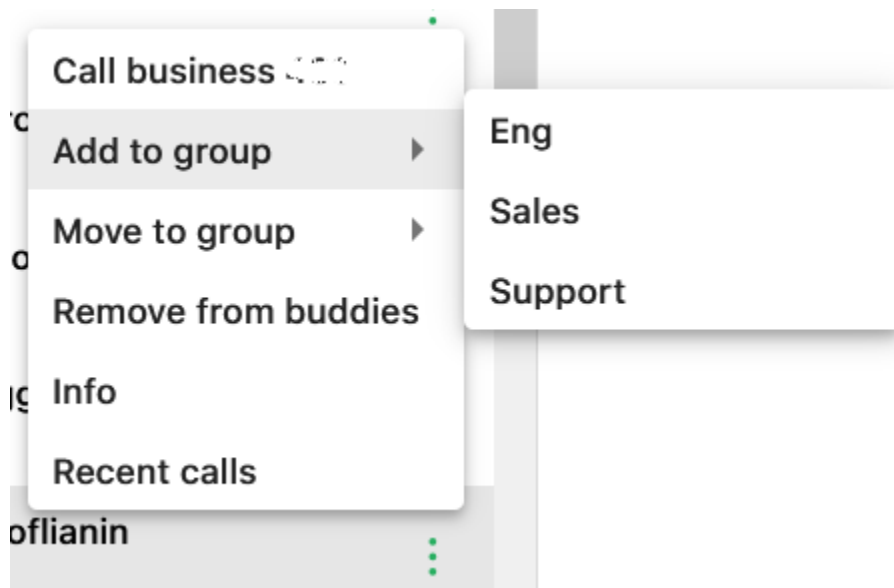 Call business
Add to group
Move to group
Remove from buddies
Info
Recent calls
Eng
Sales
Support
oflianin